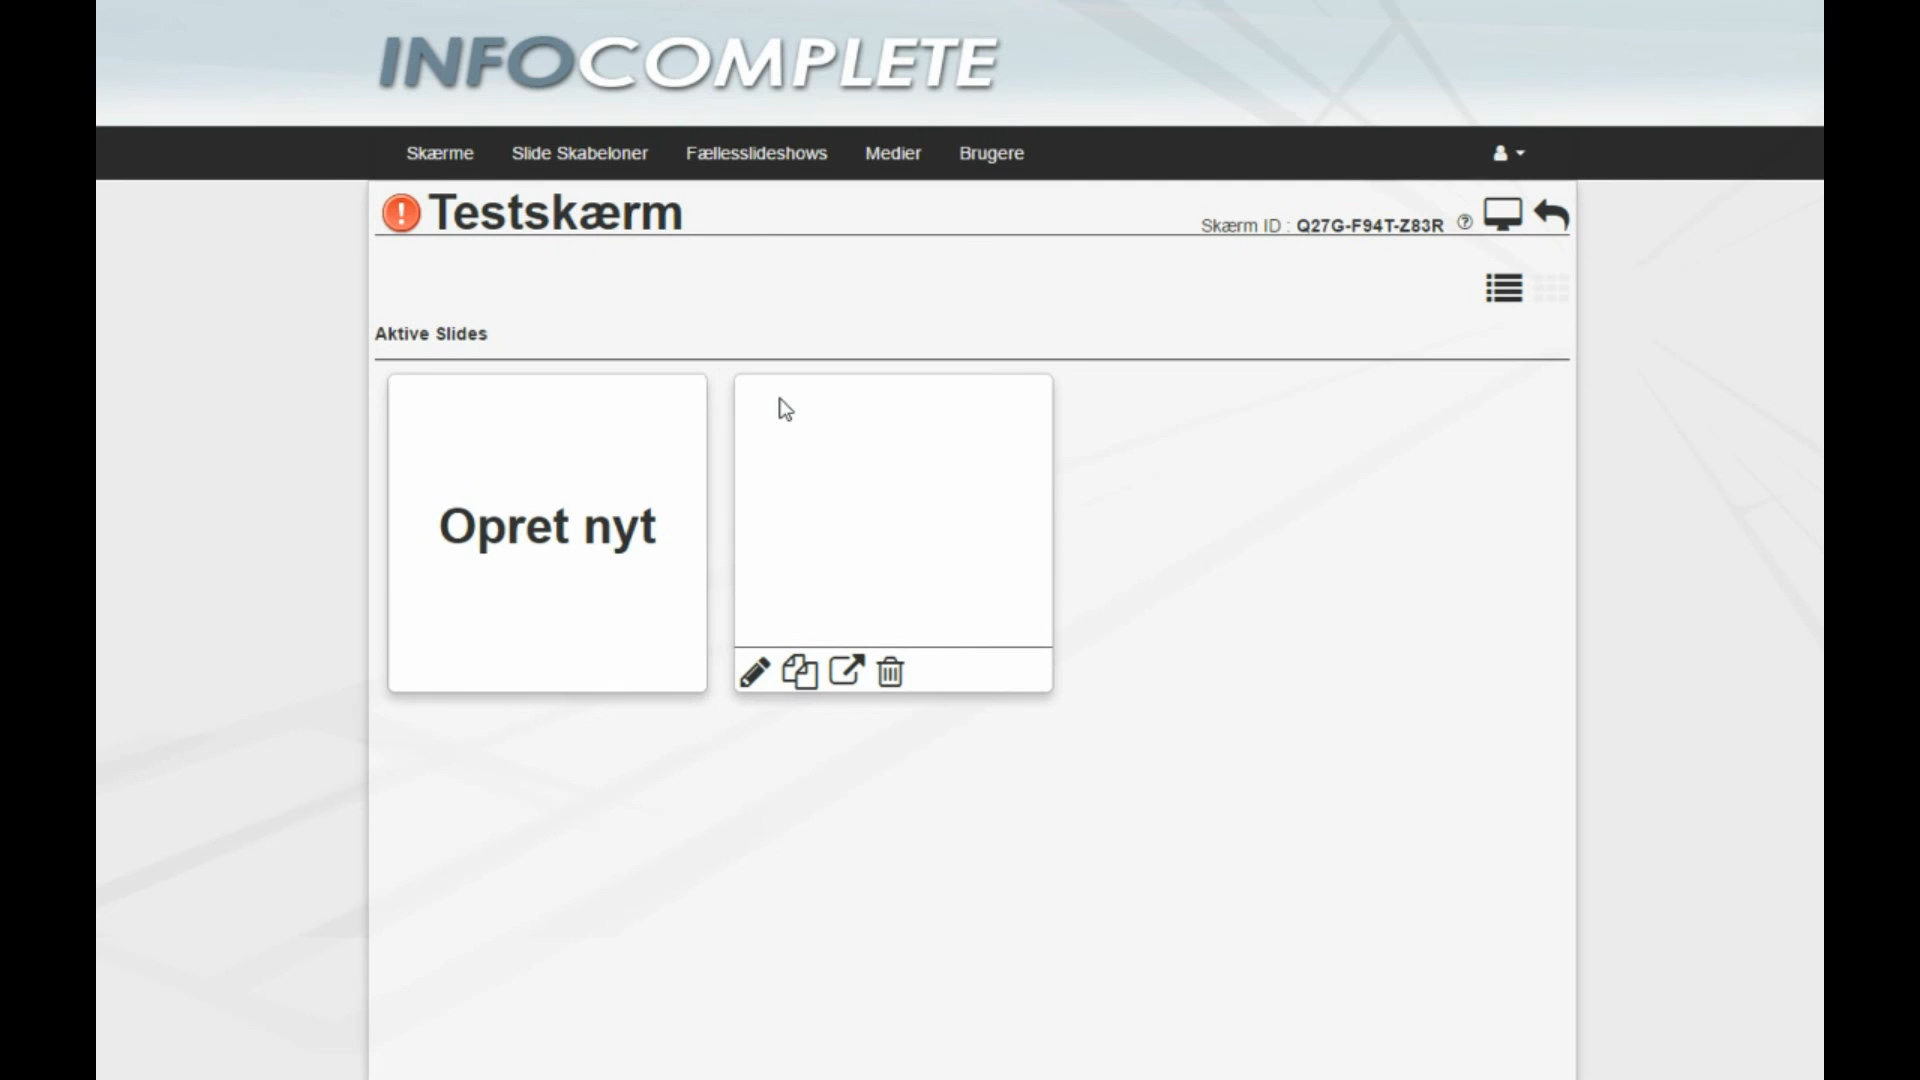 INFOCOMPLETE
Skærme Slide Skabeloner Fællesslideshows Medier Brugere
Testskærm
Skærm ID : Q27G-F94T-Z83R
Aktive Slides
Opret nyt